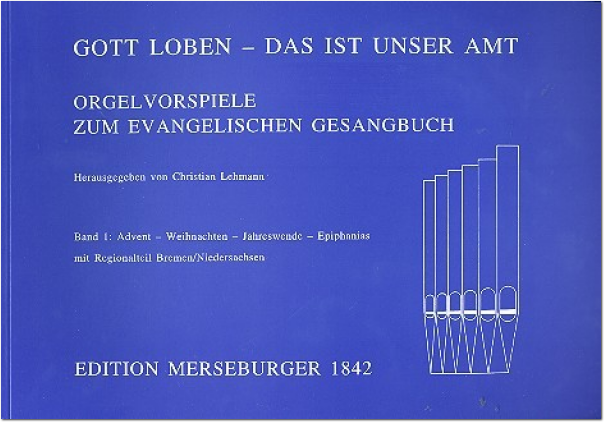 GOTT LOBEN – DAS IST UNSER AMT
ORGELVORSPIELE
ZUM EVANGELISCHEN GESANGBUCH
Herausgegeben von Christian Lehmann
Band 1: Advent – Weihnachten – Jahreswende – Epiphanias
mit Regionalteil Bremen/Niedersachsen
EDITION MERSEBURGER 1842